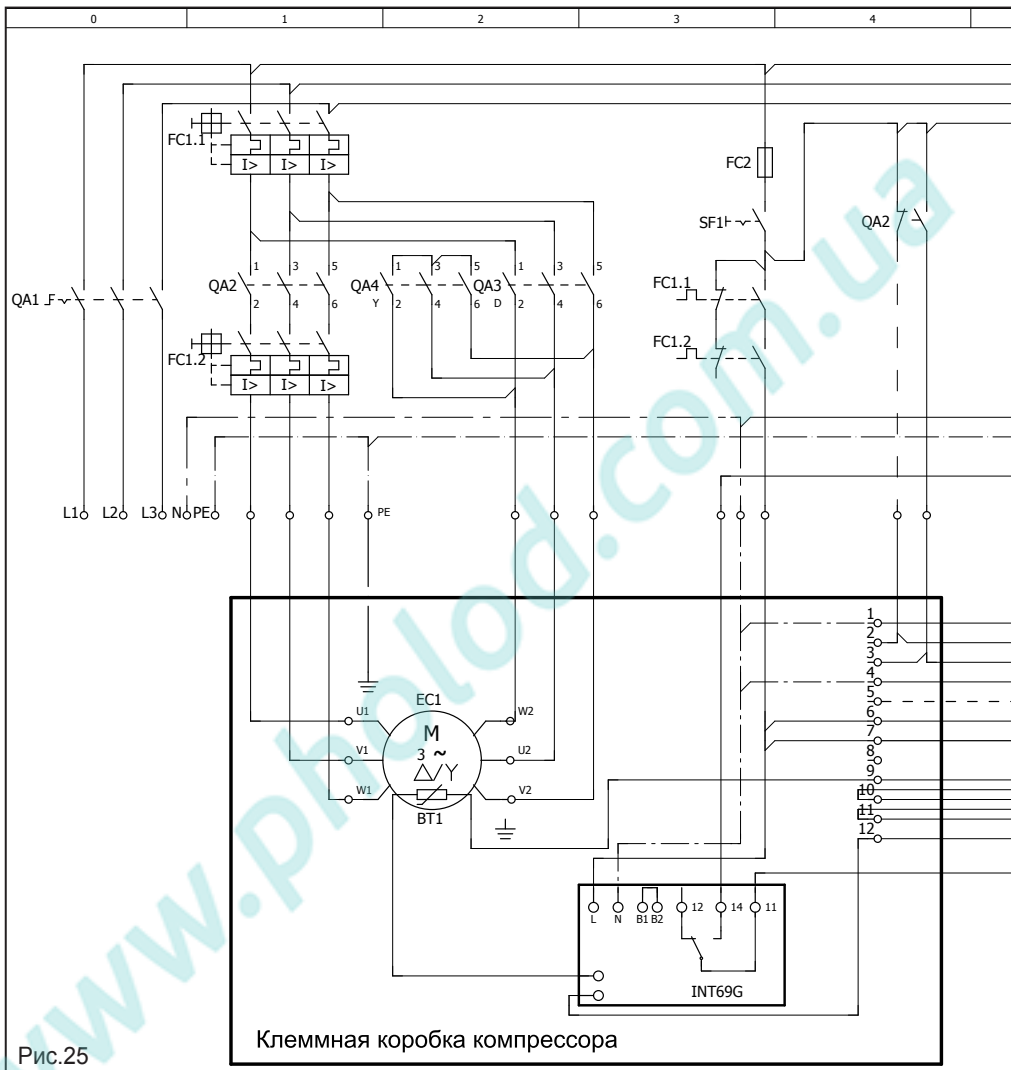 0 1 2 3 4
FC1.1
I> I> I>
FC2
SF1
QA2
QA1
QA2
1 3 5
2 4 6
QA4
1 3 5
Y 2 4 6
QA3
1 3 5
D 2 4 6
FC1.1
FC1.2
FC1.2
I> I> I>
L1 L2 L3 N PE
PE
1
2
3
4
5
6
7
8
9
10
11
12
EC1
U1
V1
W1
M
3 ~
△/Y
W2
U2
V2
BT1
L N B1 B2 12 14 11
INT69G
Клеммная коробка компрессора
Рис.25
www.pholod.com.ua